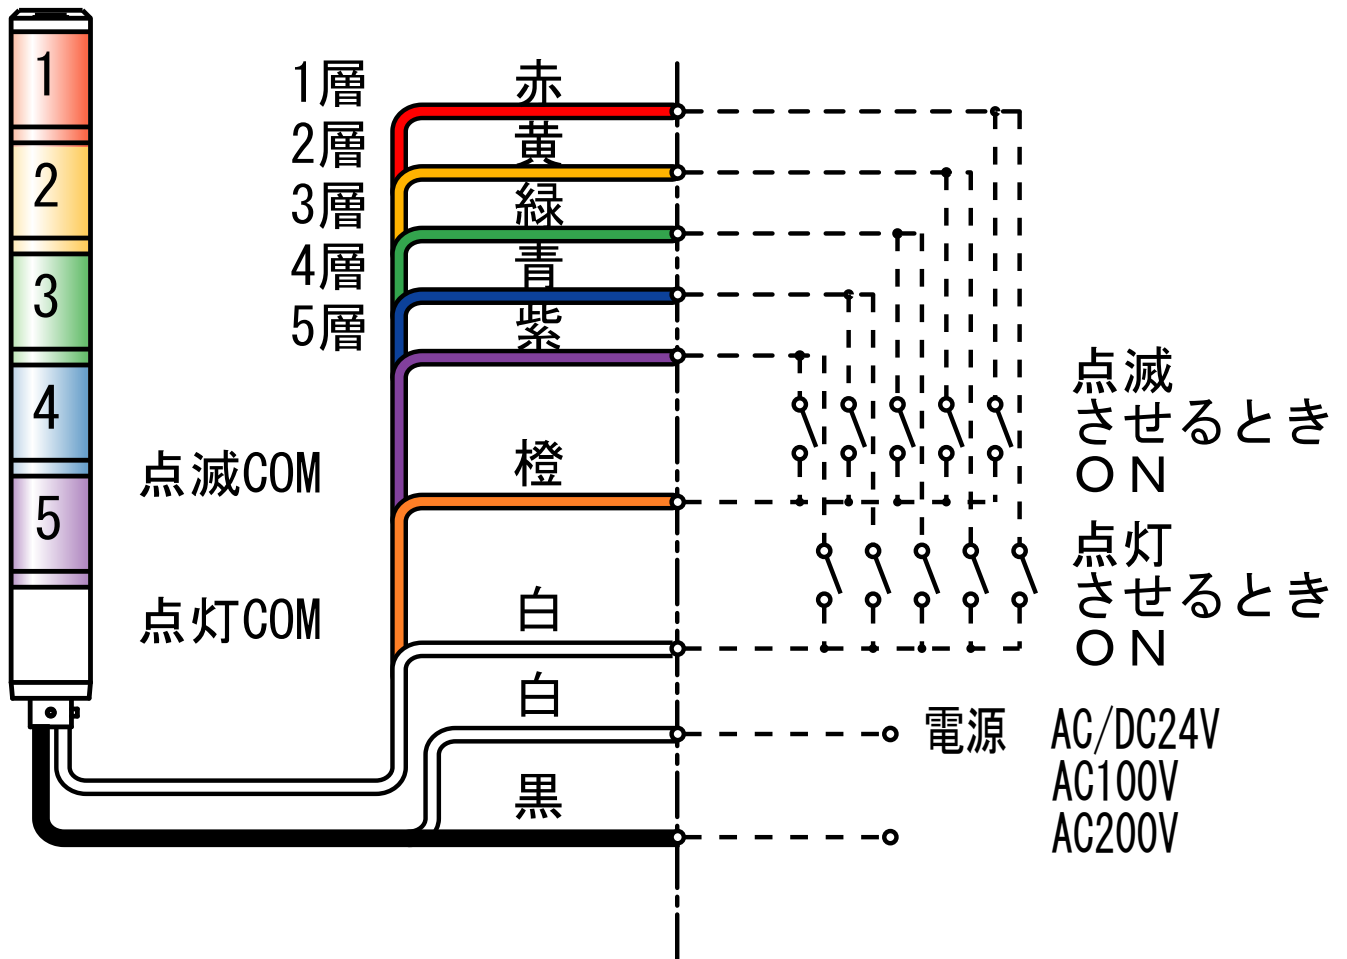 1
2
3
4
5
1層 赤
2層 黄
3層 緑
4層 青
5層 紫
点滅COM 橙
点灯COM 白
白
黒
点滅
させるとき
ＯＮ
点灯
させるとき
ＯＮ
電源 AC/DC24V
AC100V
AC200V